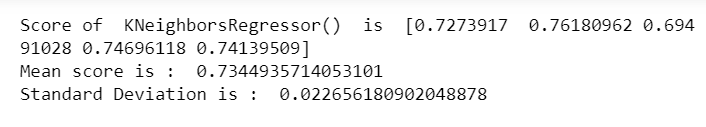 Score of  KNeighborsRegressor()  is  [0.7273917  0.76180962 0.694
91028 0.74696118 0.74139509]
Mean score is :  0.7344935714053101
Standard Deviation is :  0.022656180902048878